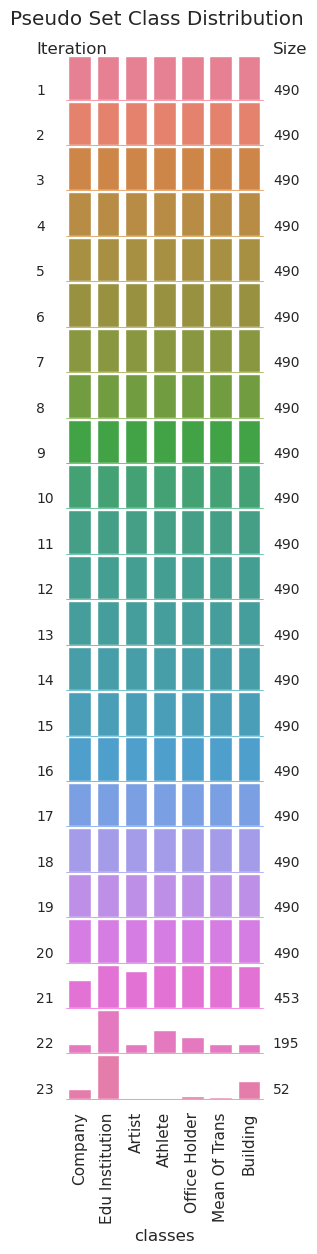 Pseudo Set Class Distribution
Iteration Size
1 490
2 490
3 490
4 490
5 490
6 490
7 490
8 490
9 490
10 490
11 490
12 490
13 490
14 490
15 490
16 490
17 490
18 490
19 490
20 490
21 453
22 195
23 52
Company
Edu Institution
Artist
Athlete
Office Holder
Mean Of Trans
Building
classes